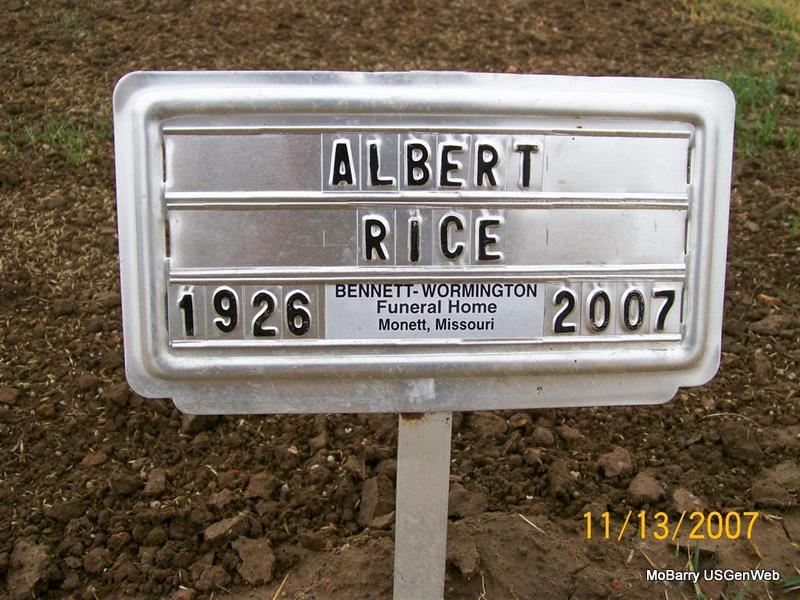 ALBERT
RICE
1926 BENNETT-WORMINGTON 2007
Funeral Home
Monett, Missouri
11/13/2007
MoBarry USGenWeb